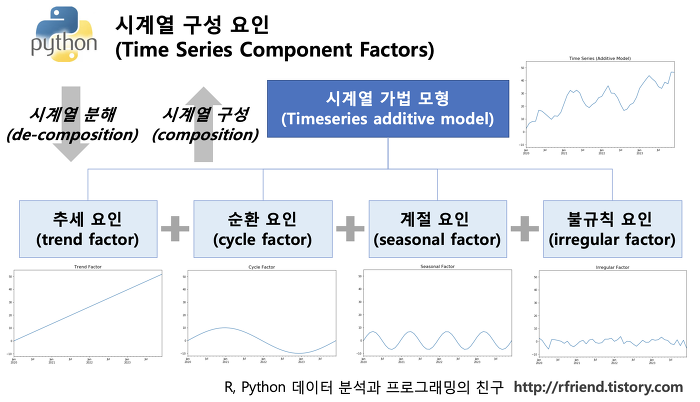 python
시계열 구성 요인
(Time Series Component Factors)
시계열 분해
(de-composition)
시계열 구성
(composition)
시계열 가법 모형
(Timeseries additive model)
Time Series (Additive Model)
추세 요인
(trend factor)
순환 요인
(cycle factor)
계절 요인
(seasonal factor)
불규칙 요인
(irregular factor)
Trend Factor
Cycle Factor
Seasonal Factor
Irregular Factor
R, Python 데이터 분석과 프로그래밍의 친구 http://rfriend.tistory.com